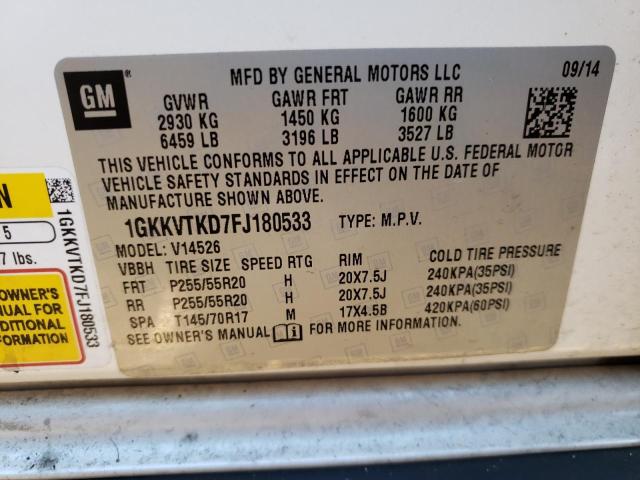 GM ®
MFD BY GENERAL MOTORS LLC 09/14
GVWR GAWR FRT GAWR RR
2930 KG 1450 KG 1600 KG
6459 LB 3196 LB 3527 LB
THIS VEHICLE CONFORMS TO ALL APPLICABLE U.S. FEDERAL MOTOR
VEHICLE SAFETY STANDARDS IN EFFECT ON THE DATE OF
MANUFACTURE SHOWN ABOVE.
1GKKVTKD7FJ180533 TYPE: M.P.V.
MODEL: V14526
VBBH TIRE SIZE SPEED RTG RIM COLD TIRE PRESSURE
FRT P255/55R20 H 20X7.5J 240KPA(35PSI)
RR P255/55R20 H 20X7.5J 240KPA(35PSI)
SPA T145/70R17 M 17X4.5B 420KPA(60PSI)
SEE OWNER'S MANUAL FOR MORE INFORMATION.
N
5
7 lbs.
OWNER'S
MANUAL FOR
ADDITIONAL
FORMATION
1GKKVTKD7FJ180533